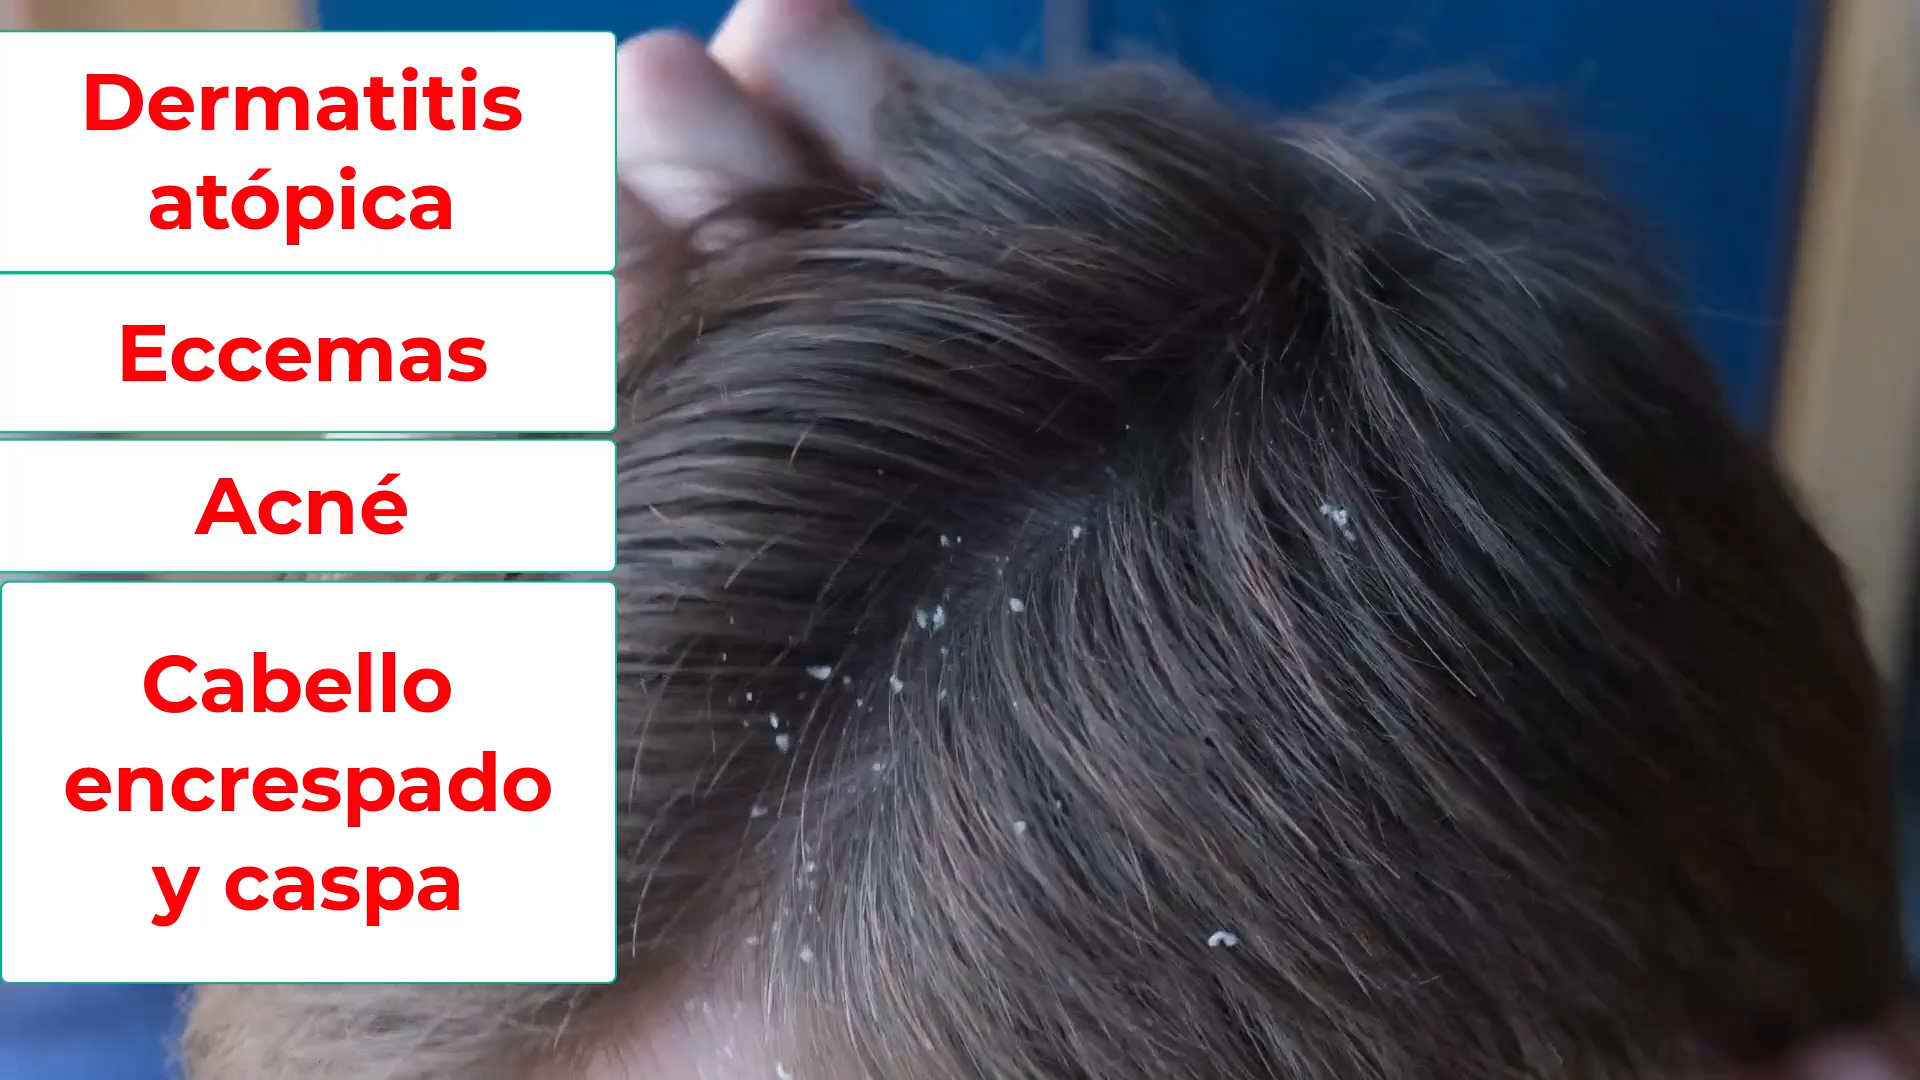 Dermatitis
atópica
Eccemas
Acné
Cabello
encrespado
y caspa